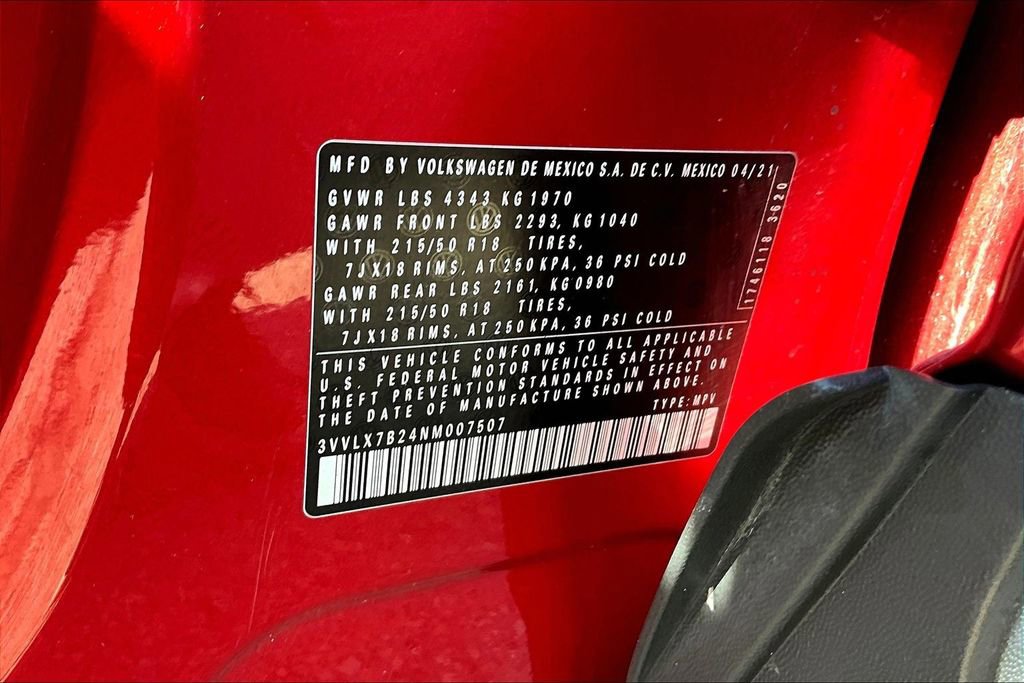 MFD BY VOLKSWAGEN DE MEXICO S.A. DE C.V. MEXICO 04/21
GVWR LBS 4343 KG 1970
GAWR FRONT LBS 2293, KG 1040
WITH 215/50 R18 TIRES,
7JX18 RIMS, AT 250 KPA, 36 PSI COLD
GAWR REAR LBS 2161, KG 0980
WITH 215/50 R18 TIRES,
7JX18 RIMS, AT 250 KPA, 36 PSI COLD
1746118 3620
THIS VEHICLE CONFORMS TO ALL APPLICABLE
U.S. FEDERAL MOTOR VEHICLE SAFETY AND
THEFT PREVENTION STANDARDS IN EFFECT ON
THE DATE OF MANUFACTURE SHOWN ABOVE.
3VVLX7B24NM007507 TYPE: MPV